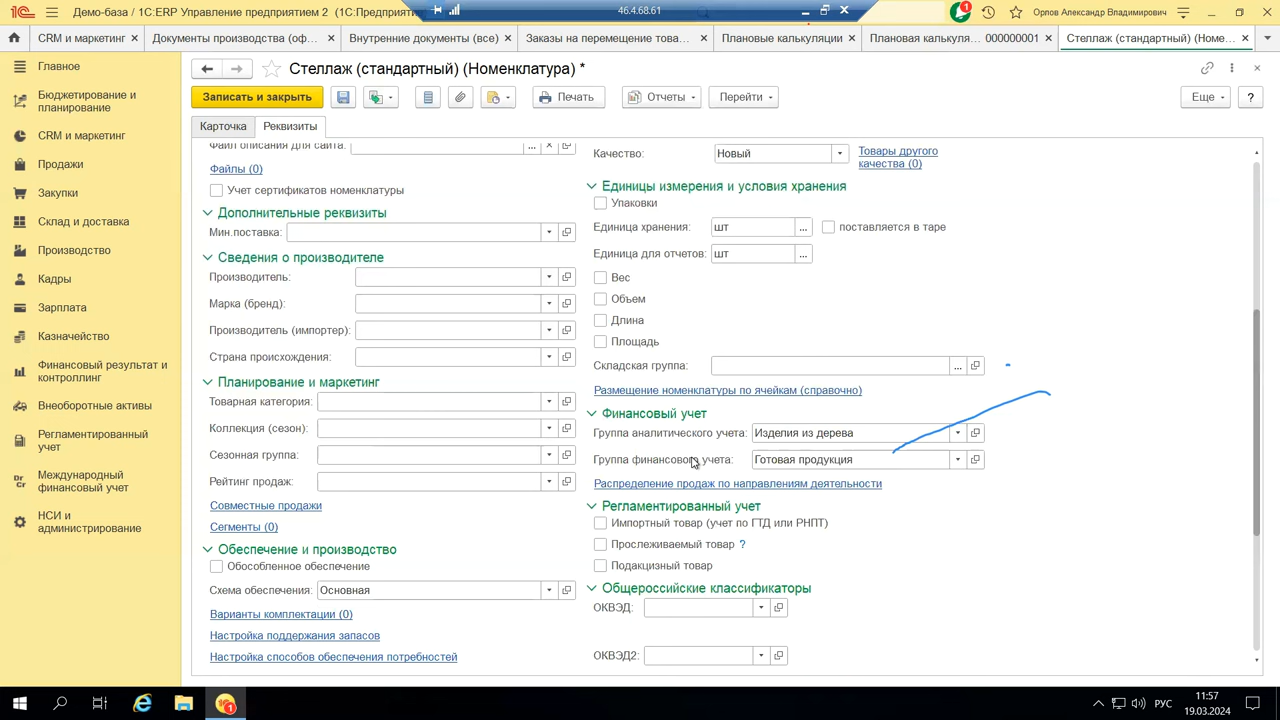 Демо-база / 1С:ERP Управление предприятием 2 (1С:Предприятие
46.4.68.61
Орлов Александр Владимирович
CRM и маркетинг
Документы производства (оф...
Внутренние документы (все)
Заказы на перемещение това...
Плановые калькуляции
Плановая калькуля... 000000001
Стеллаж (стандартный) (Номе...
Главное
Бюджетирование и
планирование
CRM и маркетинг
Продажи
Закупки
Склад и доставка
Производство
Кадры
Зарплата
Казначейство
Финансовый результат и
контроллинг
Внеоборотные активы
Регламентированный
учет
Международный
финансовый учет
НСИ и
администрирование
Стеллаж (стандартный) (Номенклатура) *
Записать и закрыть
Печать
Отчеты
Перейти
Еще
?
Карточка
Реквизиты
Файл описания для сайта:
Файлы (0)
Учет сертификатов номенклатуры
Дополнительные реквизиты
Мин.поставка:
Сведения о производителе
Производитель:
Марка (бренд):
Производитель (импортер):
Страна происхождения:
Планирование и маркетинг
Товарная категория:
Коллекция (сезон):
Сезонная группа:
Рейтинг продаж:
Совместные продажи
Сегменты (0)
Обеспечение и производство
Обособленное обеспечение
Схема обеспечения: Основная
Варианты комплектации (0)
Настройка поддержания запасов
Настройка способов обеспечения потребностей
Качество: Новый
Товары другого
качества (0)
Единицы измерения и условия хранения
Упаковки
Единица хранения: шт ... поставляется в таре
Единица для отчетов: шт ...
Вес
Объем
Длина
Площадь
Складская группа: ...
Размещение номенклатуры по ячейкам (справочно)
Финансовый учет
Группа аналитического учета: Изделия из дерева
Группа финансового учета: Готовая продукция
Распределение продаж по направлениям деятельности
Регламентированный учет
Импортный товар (учет по ГТД или РНПТ)
Прослеживаемый товар ?
Подакцизный товар
Общероссийские классификаторы
ОКВЭД:
ОКВЭД2:
РУС
11:57
19.03.2024